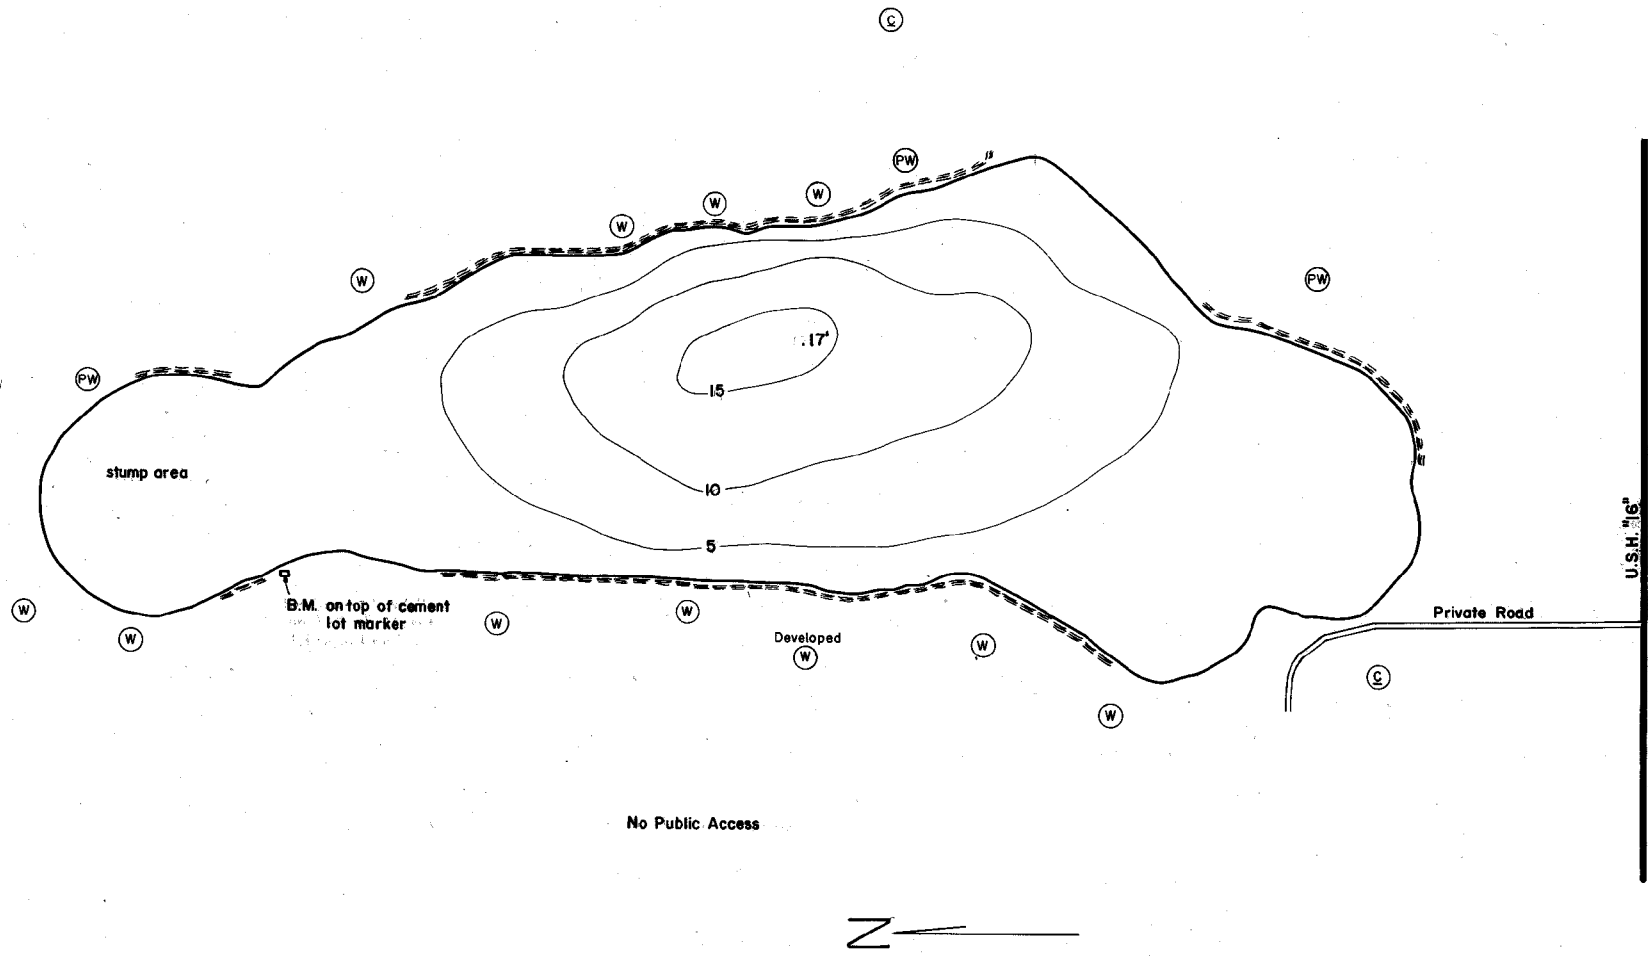 C
PW
W
W
W
PW
W
.17'
PW
15
stump area
10
U.S.H. "16"
5
B.M. on top of cement
lot marker
W
Private Road
W
W
W
Developed
W
W
C
W
No Public Access
N